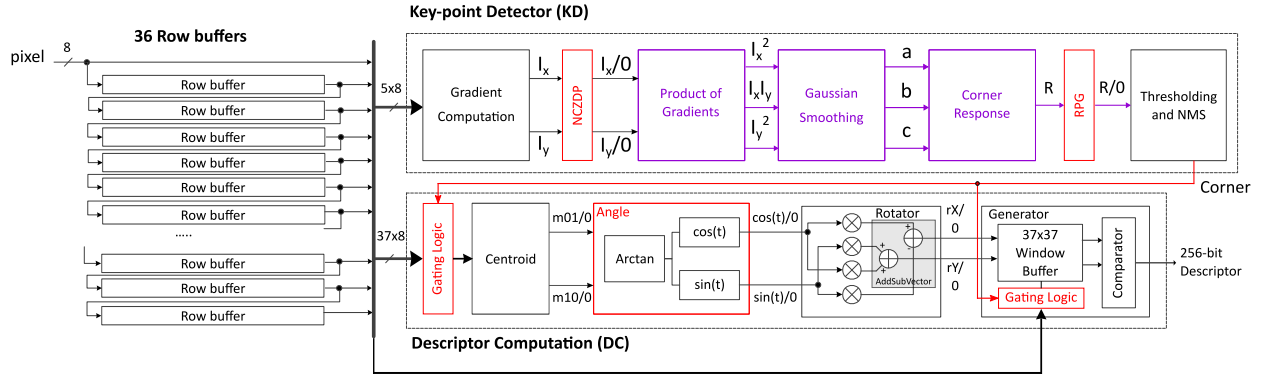 Key-point Detector (KD)
36 Row buffers
pixel
8
Row buffer
Row buffer
Row buffer
Row buffer
Row buffer
Row buffer
.....
Row buffer
Row buffer
Row buffer
5x8
37x8
Gradient
Computation
Ix
Iy
NCZDP
Ix/0
Iy/0
Product of
Gradients
Ix²
IxIy
Iy²
Gaussian
Smoothing
a
b
c
Corner
Response
R
RPG
R/0
Thresholding
and NMS
Corner
Gating Logic
Centroid
m01/0
m10/0
Angle
Arctan
cos(t)
sin(t)
cos(t)/0
sin(t)/0
Rotator
+
-
+
+
AddSubVector
rX/
0
rY/
0
Generator
37x37
Window
Buffer
Gating Logic
Comparator
256-bit
Descriptor
Descriptor Computation (DC)